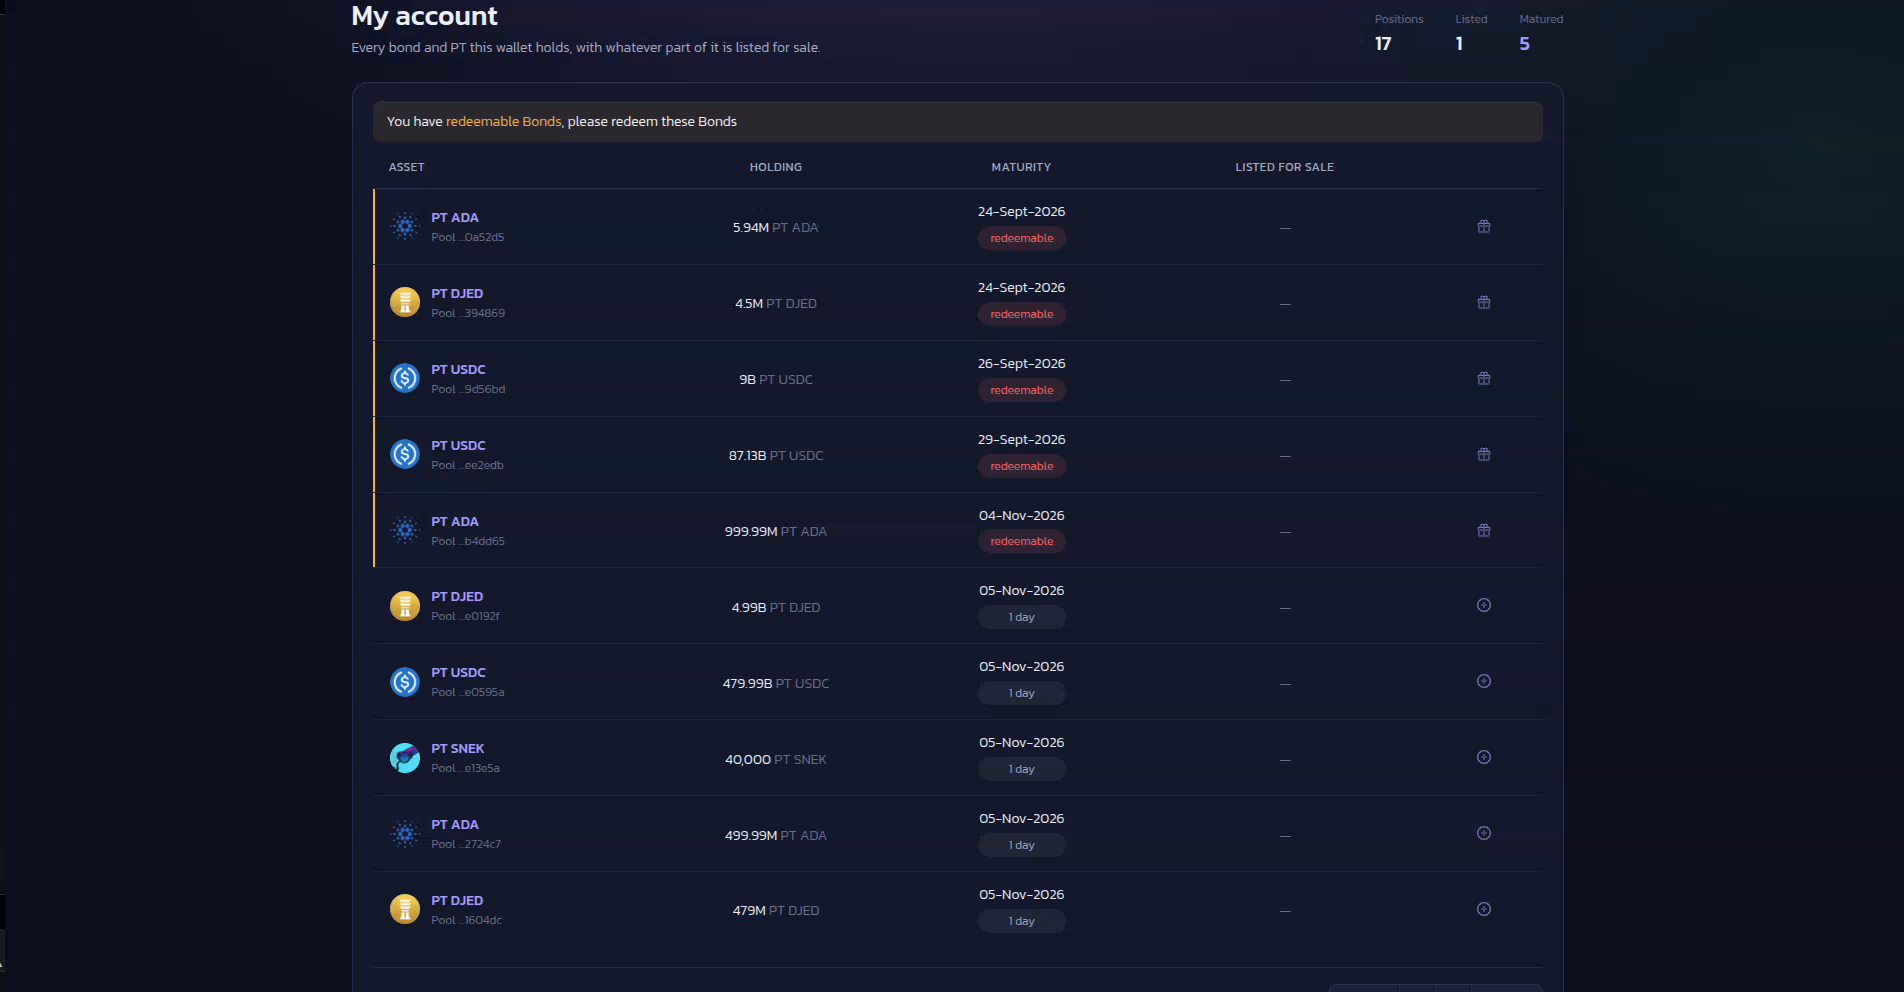 My account
Every bond and PT this wallet holds, with whatever part of it is listed for sale.
Positions Listed Matured
17 1 5
You have redeemable Bonds, please redeem these Bonds
ASSET HOLDING MATURITY LISTED FOR SALE
PT ADA
Pool ...0a52d5
5.94M PT ADA
24-Sept-2026
redeemable
—
PT DJED
Pool ...394869
4.5M PT DJED
24-Sept-2026
redeemable
—
PT USDC
Pool ...9d56bd
9B PT USDC
26-Sept-2026
redeemable
—
PT USDC
Pool ...ee2edb
87.13B PT USDC
29-Sept-2026
redeemable
—
PT ADA
Pool ...b4dd65
999.99M PT ADA
04-Nov-2026
redeemable
—
PT DJED
Pool ...e0192f
4.99B PT DJED
05-Nov-2026
1 day
—
PT USDC
Pool ...e0595a
479.99B PT USDC
05-Nov-2026
1 day
—
PT SNEK
Pool ...e13e5a
40,000 PT SNEK
05-Nov-2026
1 day
—
PT ADA
Pool ...2724c7
499.99M PT ADA
05-Nov-2026
1 day
—
PT DJED
Pool ...1604dc
479M PT DJED
05-Nov-2026
1 day
—